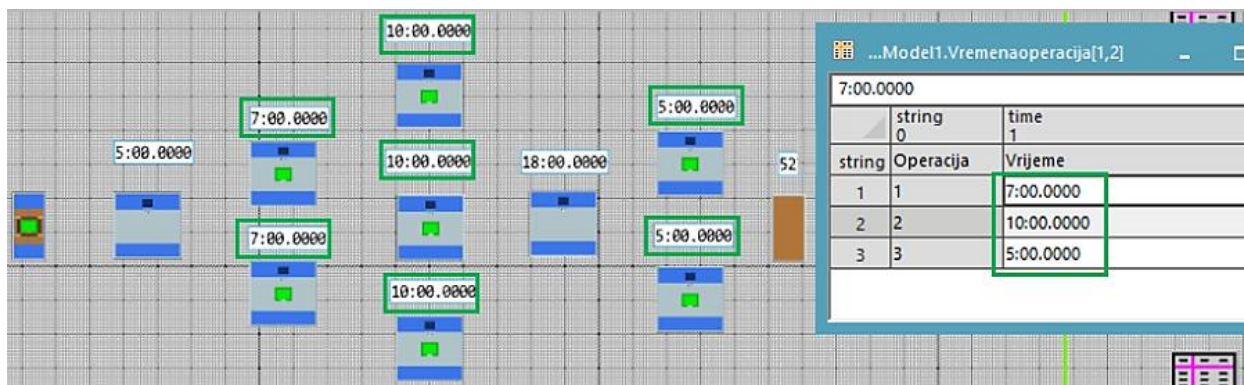 10:00.0000
7:00.0000
5:00.0000
5:00.0000
10:00.0000
18:00.0000
52
7:00.0000
5:00.0000
10:00.0000
...Model1.Vremenaoperacija[1,2]
7:00.0000
string time
0 1
string Operacija Vrijeme
1 1 7:00.0000
2 2 10:00.0000
3 3 5:00.0000